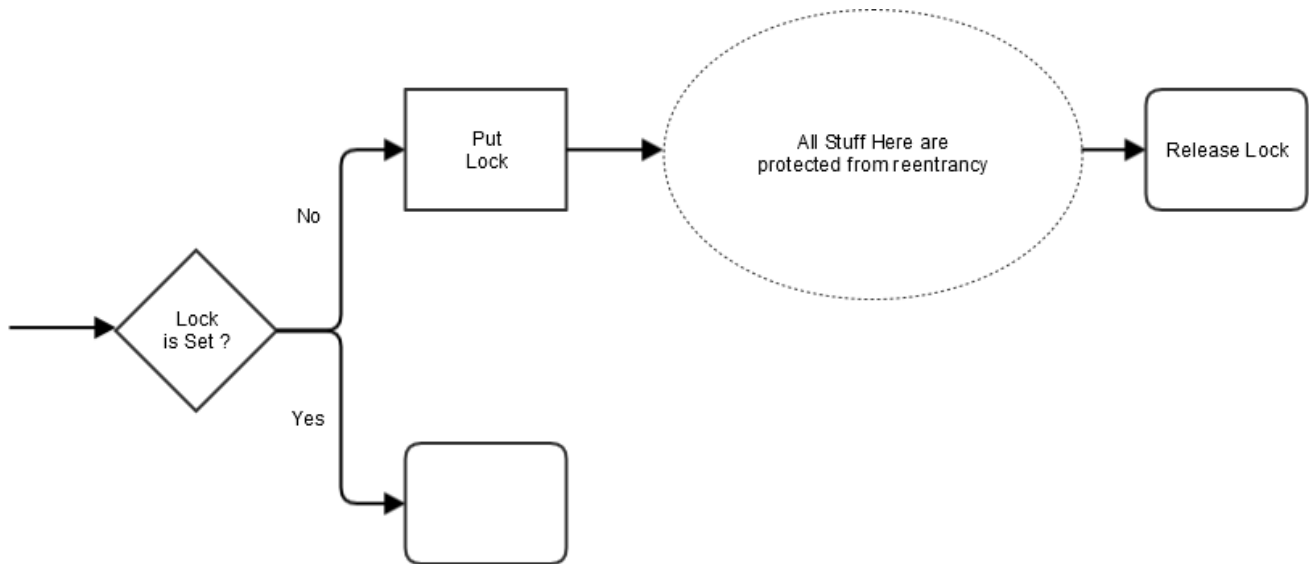 Put
Lock
All Stuff Here are
protected from reentrancy
Release Lock
No
Lock
is Set ?
Yes